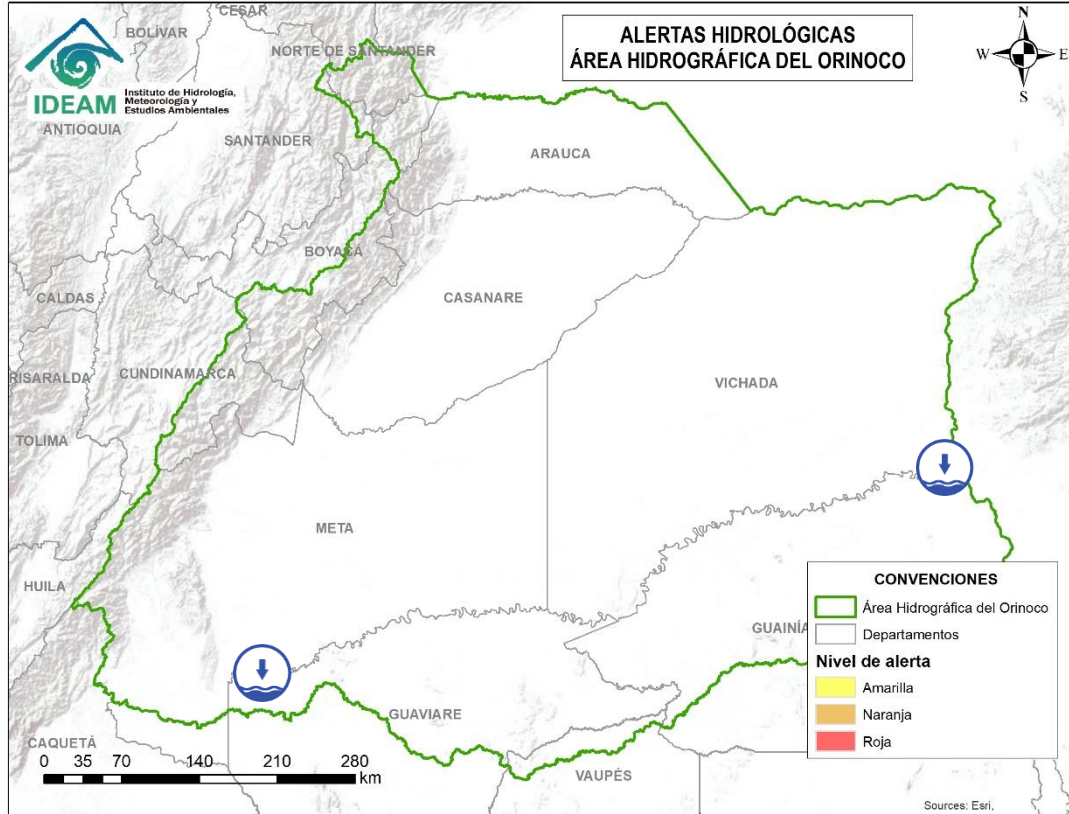 CESAR
BOLÍVAR
NORTE DE SANTANDER
ALERTAS HIDROLÓGICAS
ÁREA HIDROGRÁFICA DEL ORINOCO
N
W
E
S
IDEAM
Instituto de Hidrología,
Meteorología y
Estudios Ambientales
ANTIOQUIA
SANTANDER
ARAUCA
BOYACÁ
CASANARE
CALDAS
RISARALDA
CUNDINAMARCA
VICHADA
TOLIMA
META
HUILA
GUAINÍA
GUAVIARE
CAQUETÁ
VAUPÉS
CONVENCIONES
Área Hidrográfica del Orinoco
Departamentos
Nivel de alerta
Amarilla
Naranja
Roja
0 35 70 140 210 280
km
Sources: Esri,